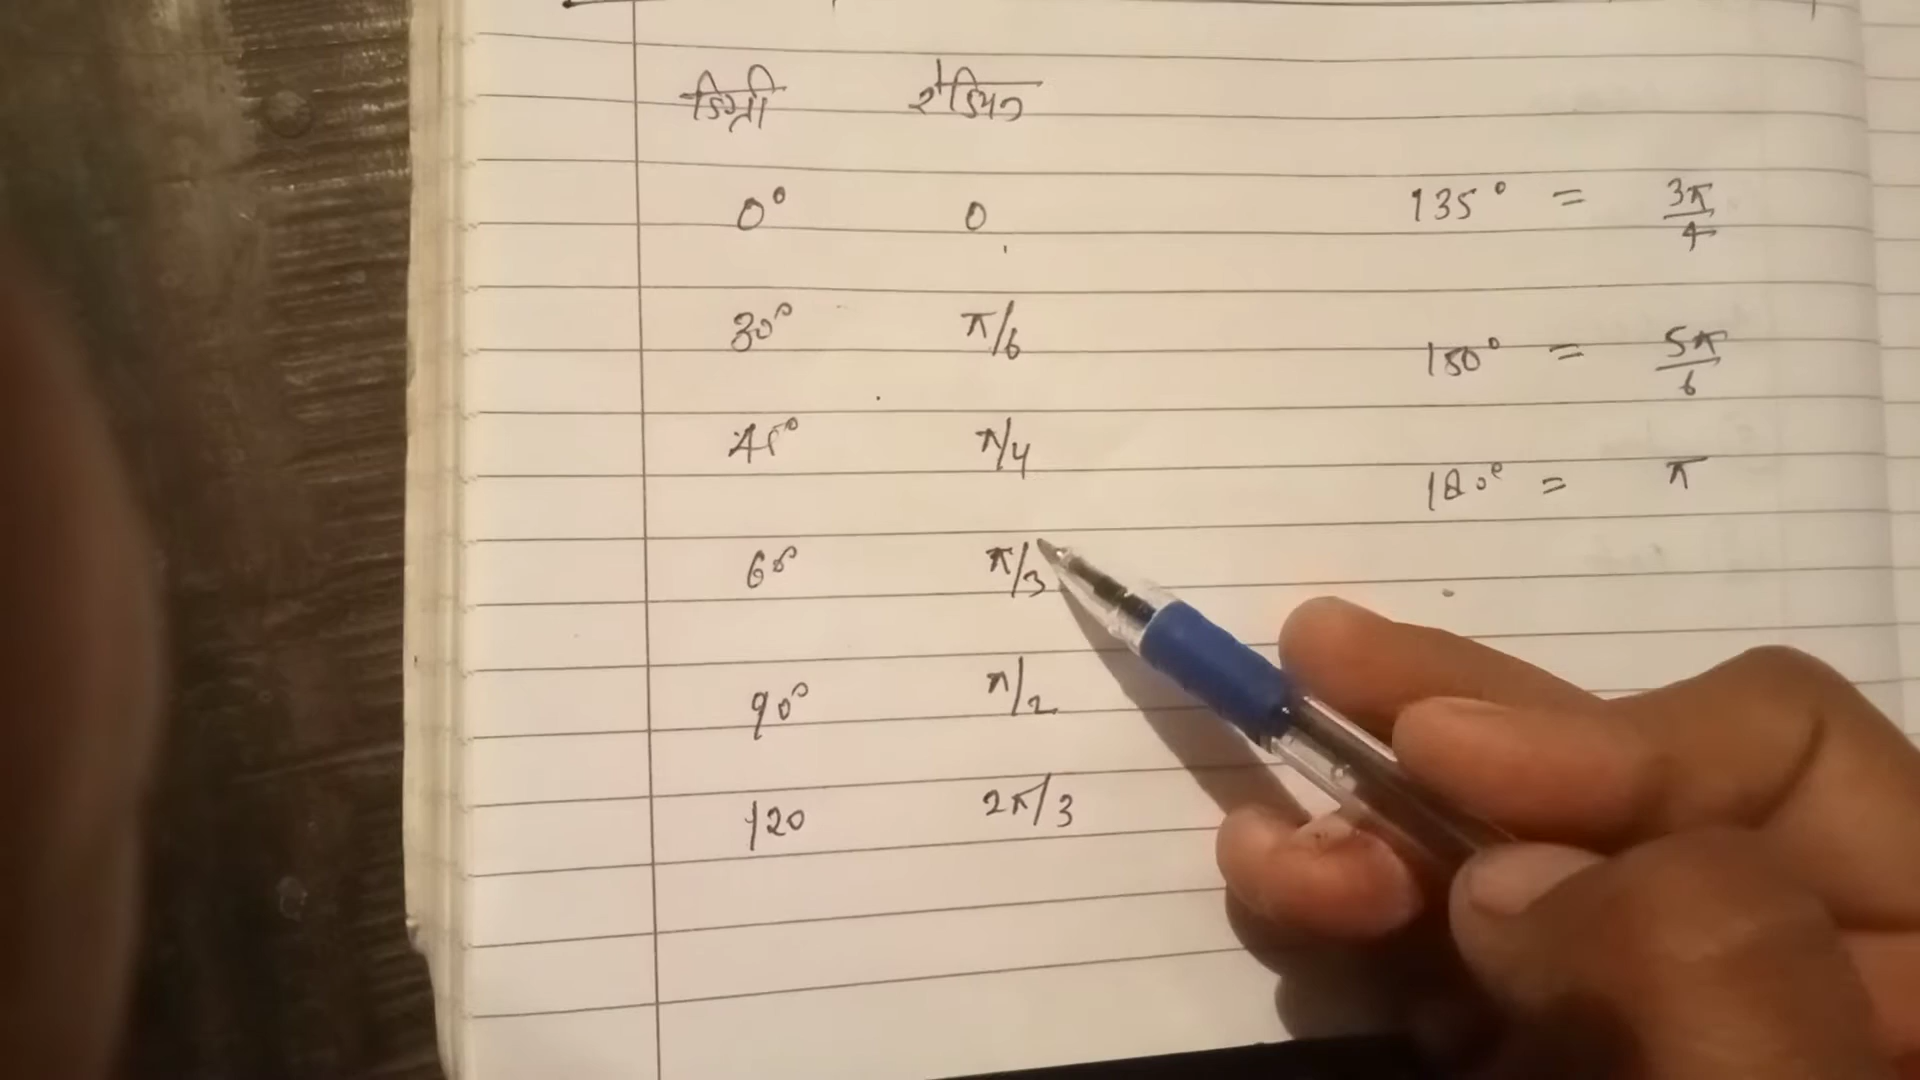 डिग्री रेडियन
0° 0
30° π/6
45° π/4
60° π/3
90° π/2
120 2π/3
135° = 3π/4
150° = 5π/6
180° = π